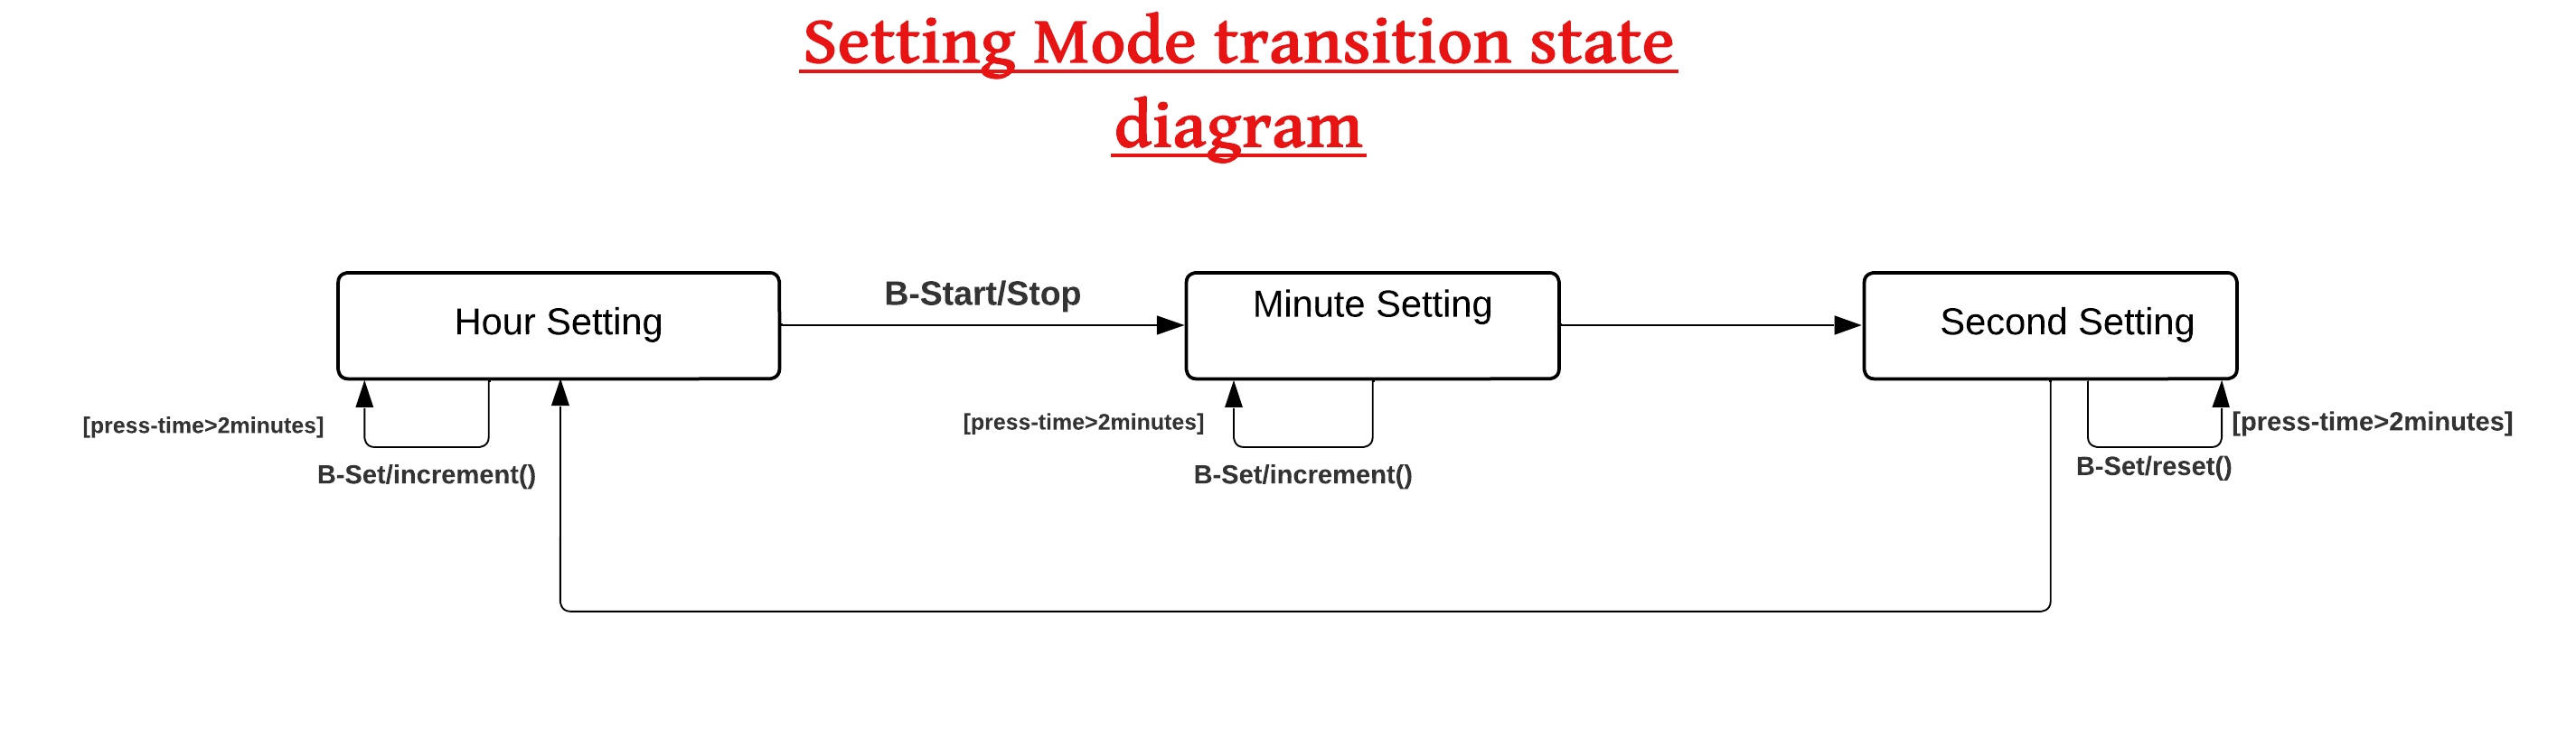 Setting Mode transition state
diagram
B-Start/Stop
Hour Setting
Minute Setting
Second Setting
[press-time>2minutes]
B-Set/increment()
[press-time>2minutes]
B-Set/increment()
[press-time>2minutes]
B-Set/reset()